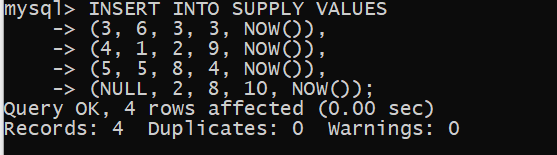 mysql> INSERT INTO SUPPLY VALUES
    -> (3, 6, 3, 3, NOW()),
    -> (4, 1, 2, 9, NOW()),
    -> (5, 5, 8, 4, NOW()),
    -> (NULL, 2, 8, 10, NOW());
Query OK, 4 rows affected (0.00 sec)
Records: 4  Duplicates: 0  Warnings: 0